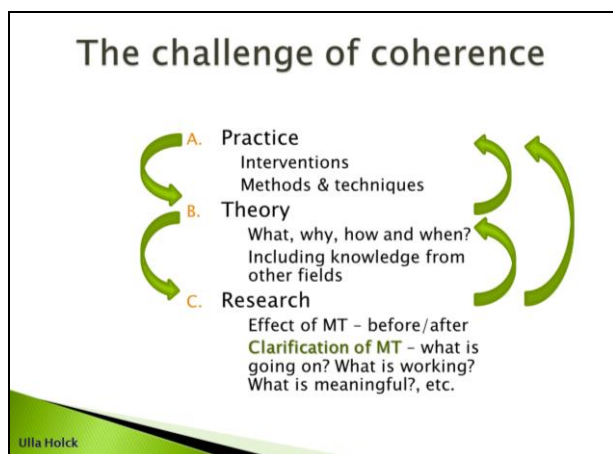 The challenge of coherence
A. Practice
Interventions
Methods & techniques
B. Theory
What, why, how and when?
Including knowledge from
other fields
C. Research
Effect of MT – before/after
Clarification of MT – what is
going on? What is working?
What is meaningful?, etc.
Ulla Holck